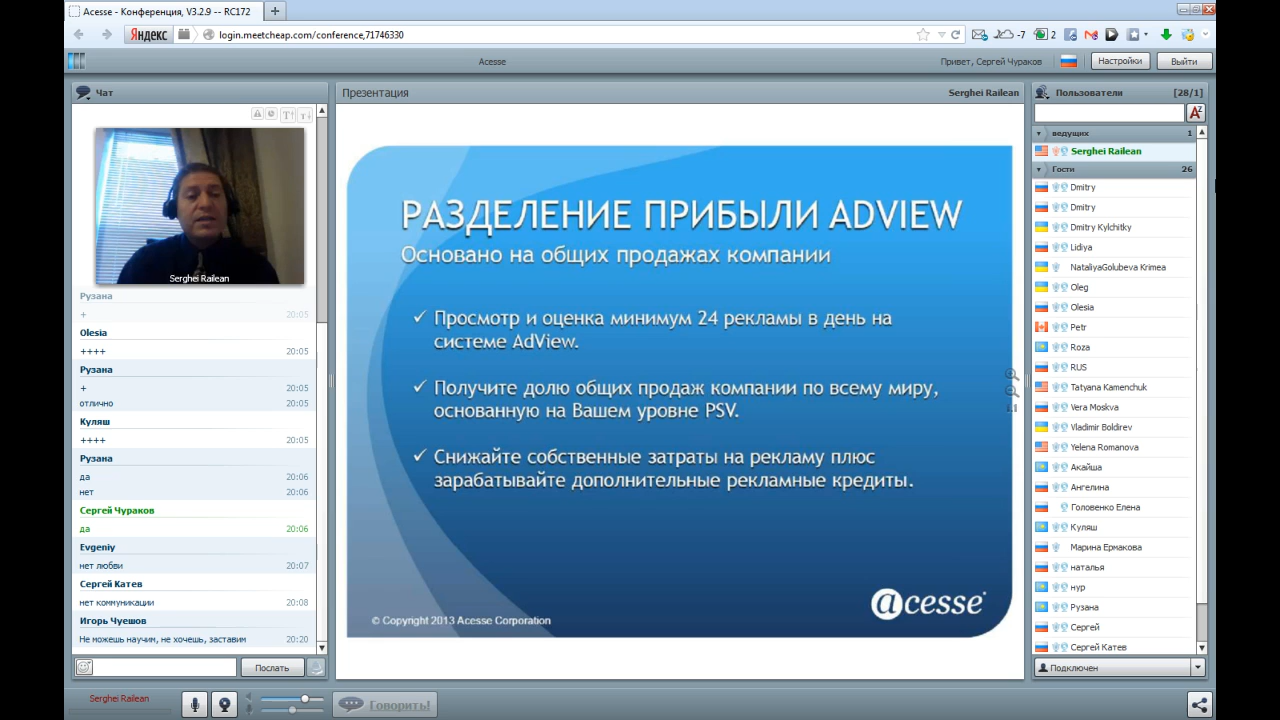 Acesse - Конференция, V3.2.9 -- RC172
Яндекс
login.meetcheap.com/conference,71746330
-7
2
Acesse
Привет, Сергей Чураков
Настройки
Выйти
Чат
Serghei Railean
Рузана
+ 20:05
Olesia
++++ 20:05
Рузана
+ 20:05
отлично 20:05
Куляш
++++ 20:05
Рузана
да 20:06
нет 20:06
Сергей Чураков
да 20:06
Evgeniy
нет любви 20:07
Сергей Катев
нет коммуникации 20:08
Игорь Чуешов
Не можешь научим, не хочешь, заставим 20:20
Послать
Serghei Railean
Говорить!
Презентация
Serghei Railean
РАЗДЕЛЕНИЕ ПРИБЫЛИ ADVIEW
Основано на общих продажах компании
✓ Просмотр и оценка минимум 24 рекламы в день на
системе AdView.
✓ Получите долю общих продаж компании по всему миру,
основанную на Вашем уровне PSV.
✓ Снижайте собственные затраты на рекламу плюс
зарабатывайте дополнительные рекламные кредиты.
acesse
© Copyright 2013 Acesse Corporation
1:1
Пользователи [28/1]
ведущих 1
Serghei Railean
Гости 26
Dmitry
Dmitry
Dmitry Kylchitky
Lidiya
NataliyaGolubeva Krimea
Oleg
Olesia
Petr
Roza
RUS
Tatyana Kamenchuk
Vera Moskva
Vladimir Boldirev
Yelena Romanova
Акайша
Ангелина
Головенко Елена
Куляш
Марина Ермакова
наталья
нур
Рузана
Сергей
Сергей Катев
Подключен